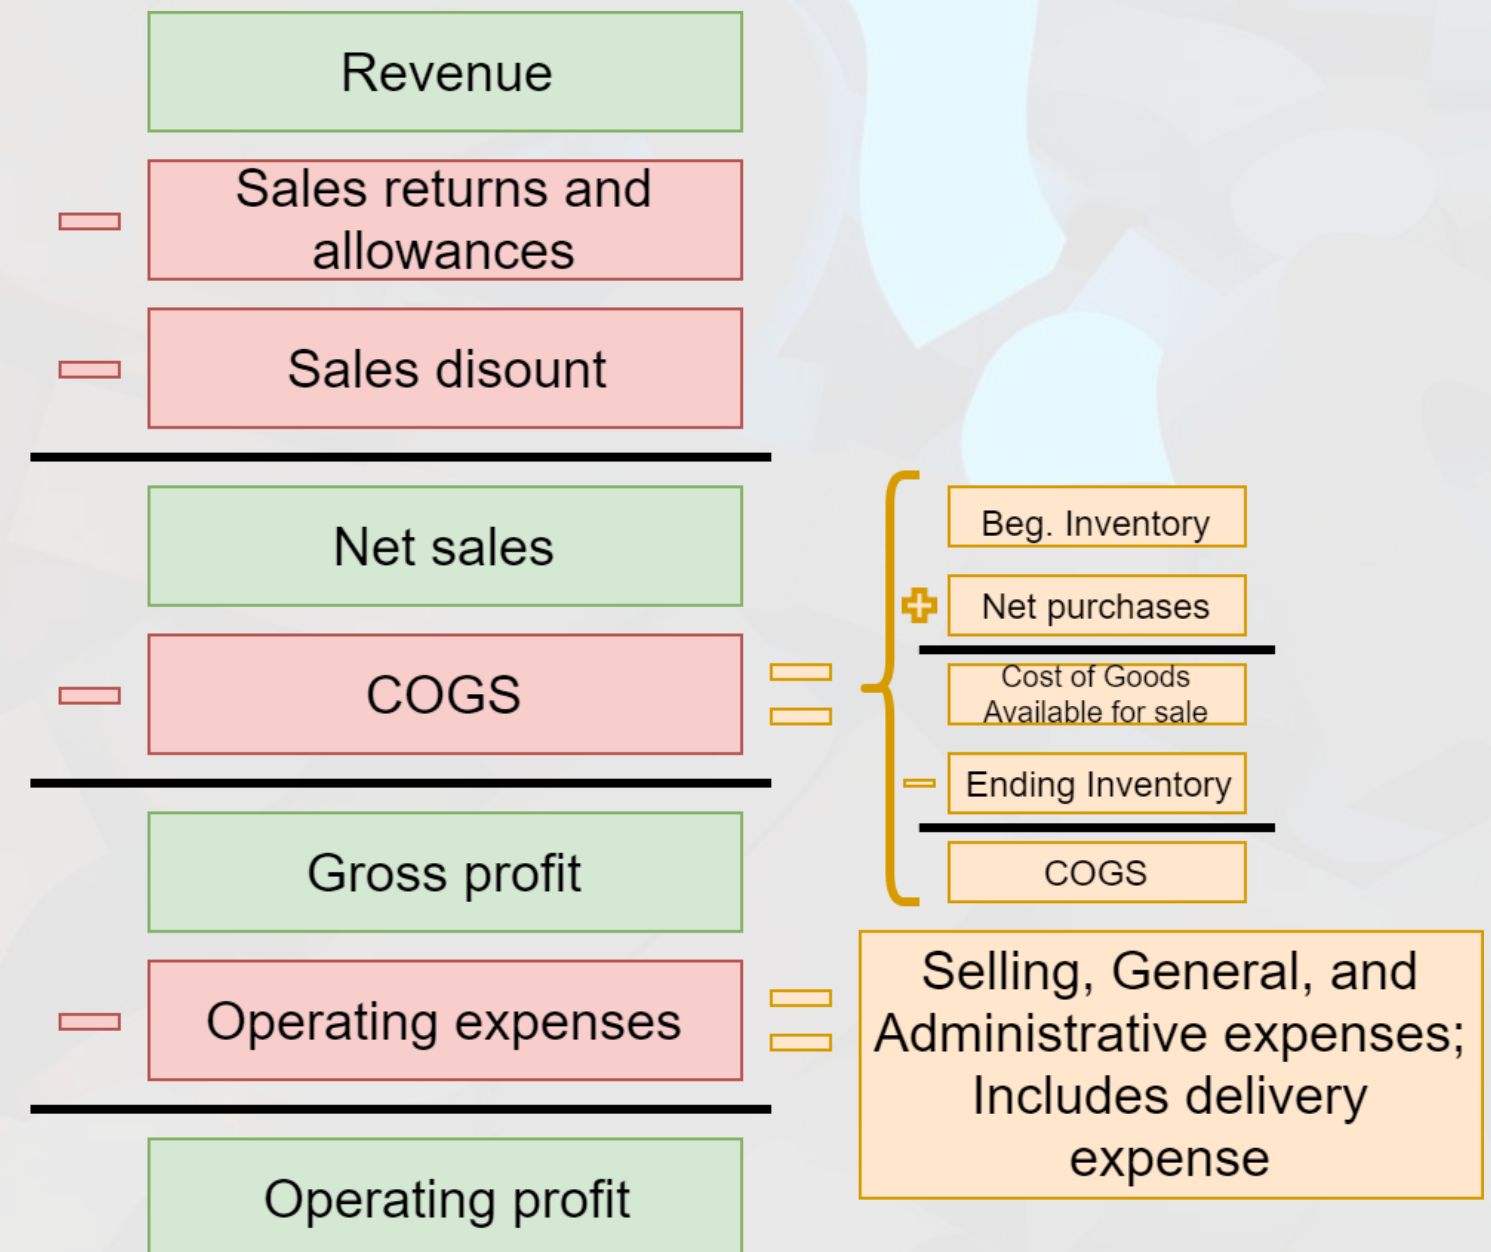 Revenue
Sales returns and
allowances
Sales disount
Net sales
COGS
Beg. Inventory
Net purchases
Cost of Goods
Available for sale
Ending Inventory
COGS
Gross profit
Operating expenses
Selling, General, and
Administrative expenses;
Includes delivery
expense
Operating profit